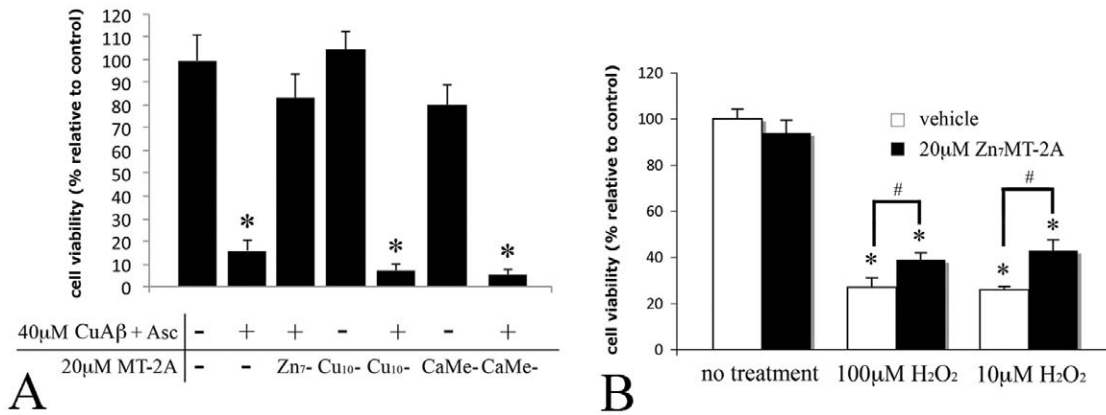 cell viability (% relative to control)
120
110
100
90
80
70
60
50
40
30
20
10
0
* * *
40µM CuAβ + Asc - + + - + - +
20µM MT-2A - - Zn₇- Cu₁₀- Cu₁₀- CaMe- CaMe-
A
cell viability (% relative to control)
120
100
80
60
40
20
0
vehicle
20µM Zn₇MT-2A
# #
* * * *
no treatment 100µM H₂O₂ 10µM H₂O₂
B